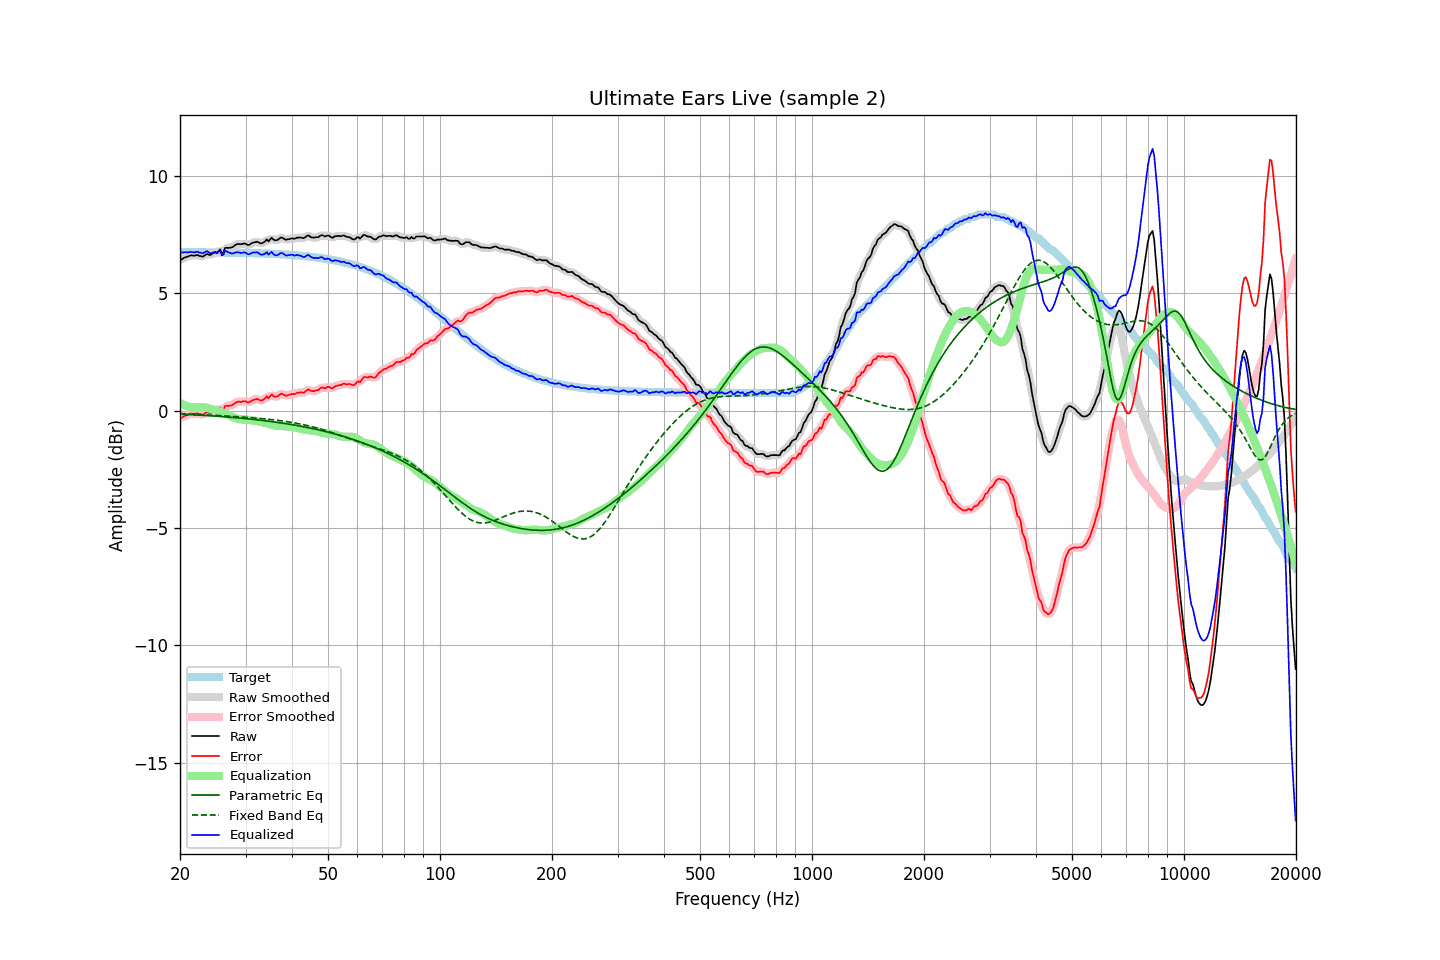 Ultimate Ears Live (sample 2)
10
5
0
−5
−10
−15
Amplitude (dBr)
Target
Raw Smoothed
Error Smoothed
Raw
Error
Equalization
Parametric Eq
Fixed Band Eq
Equalized
20 50 100 200 500 1000 2000 5000 10000 20000
Frequency (Hz)